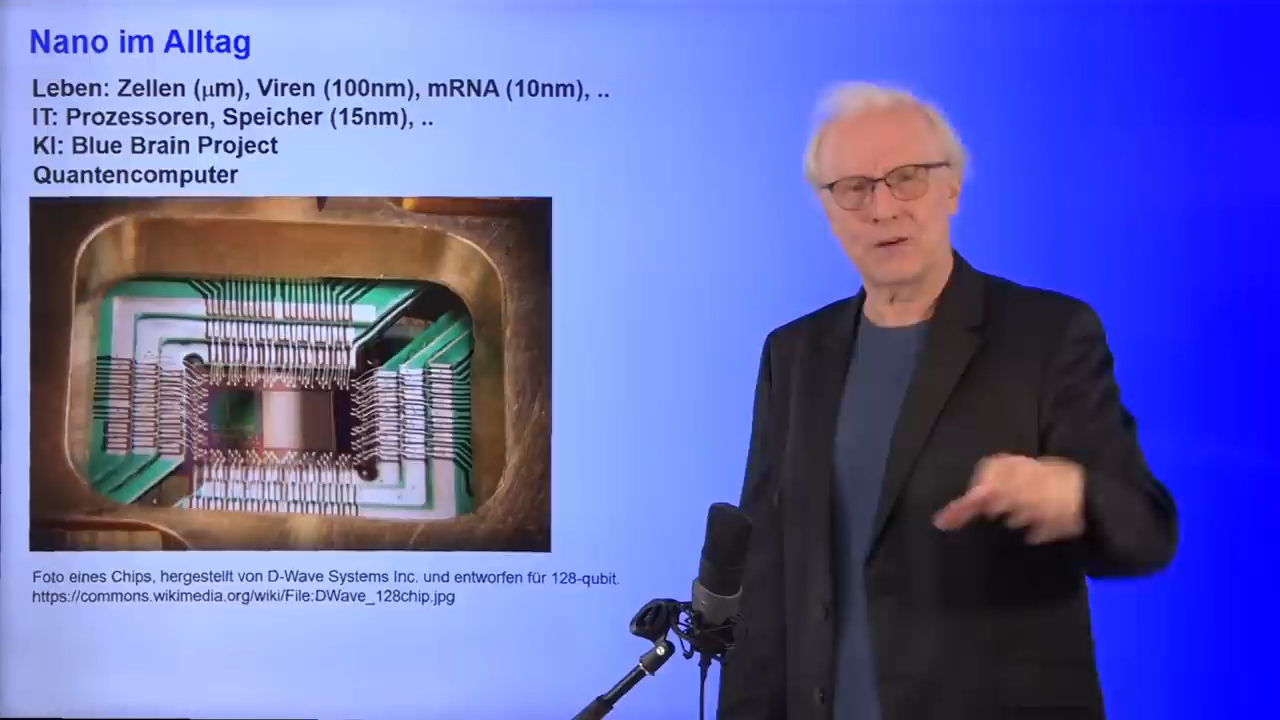 Nano im Alltag
Leben: Zellen (μm), Viren (100nm), mRNA (10nm), ..
IT: Prozessoren, Speicher (15nm), ..
KI: Blue Brain Project
Quantencomputer
Foto eines Chips, hergestellt von D-Wave Systems Inc. und entworfen für 128-qubit.
https://commons.wikimedia.org/wiki/File:DWave_128chip.jpg